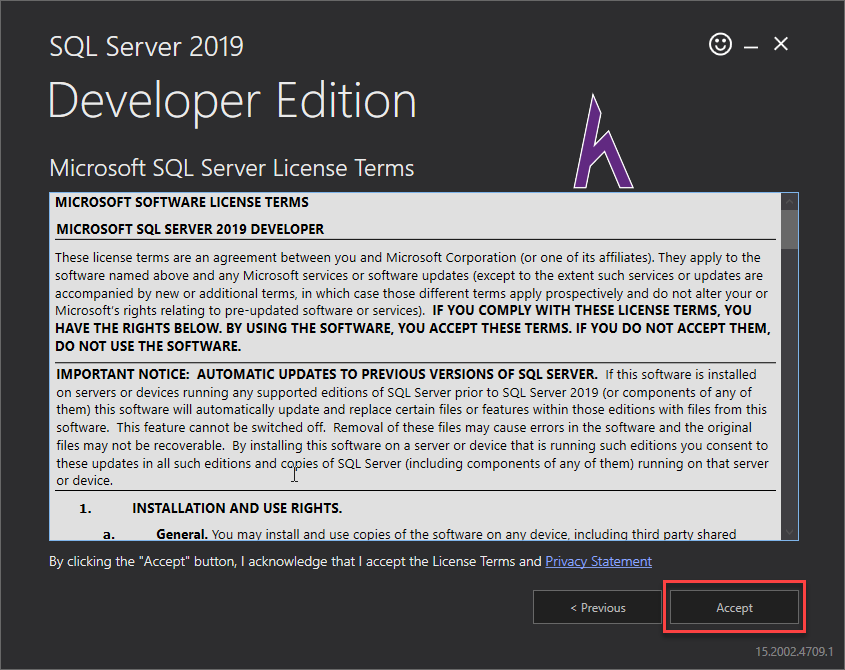 SQL Server 2019
Developer Edition
Microsoft SQL Server License Terms
MICROSOFT SOFTWARE LICENSE TERMS
MICROSOFT SQL SERVER 2019 DEVELOPER
These license terms are an agreement between you and Microsoft Corporation (or one of its affiliates). They apply to the
software named above and any Microsoft services or software updates (except to the extent such services or updates are
accompanied by new or additional terms, in which case those different terms apply prospectively and do not alter your or
Microsoft's rights relating to pre-updated software or services). IF YOU COMPLY WITH THESE LICENSE TERMS, YOU
HAVE THE RIGHTS BELOW. BY USING THE SOFTWARE, YOU ACCEPT THESE TERMS. IF YOU DO NOT ACCEPT THEM,
DO NOT USE THE SOFTWARE.
IMPORTANT NOTICE: AUTOMATIC UPDATES TO PREVIOUS VERSIONS OF SQL SERVER. If this software is installed
on servers or devices running any supported editions of SQL Server prior to SQL Server 2019 (or components of any of
them) this software will automatically update and replace certain files or features within those editions with files from this
software. This feature cannot be switched off. Removal of these files may cause errors in the software and the original
files may not be recoverable. By installing this software on a server or device that is running such editions you consent to
these updates in all such editions and copies of SQL Server (including components of any of them) running on that server
or device.
1. INSTALLATION AND USE RIGHTS.
a. General. You may install and use copies of the software on any device, including third party shared
By clicking the "Accept" button, I acknowledge that I accept the License Terms and Privacy Statement
< Previous
Accept
15.2002.4709.1